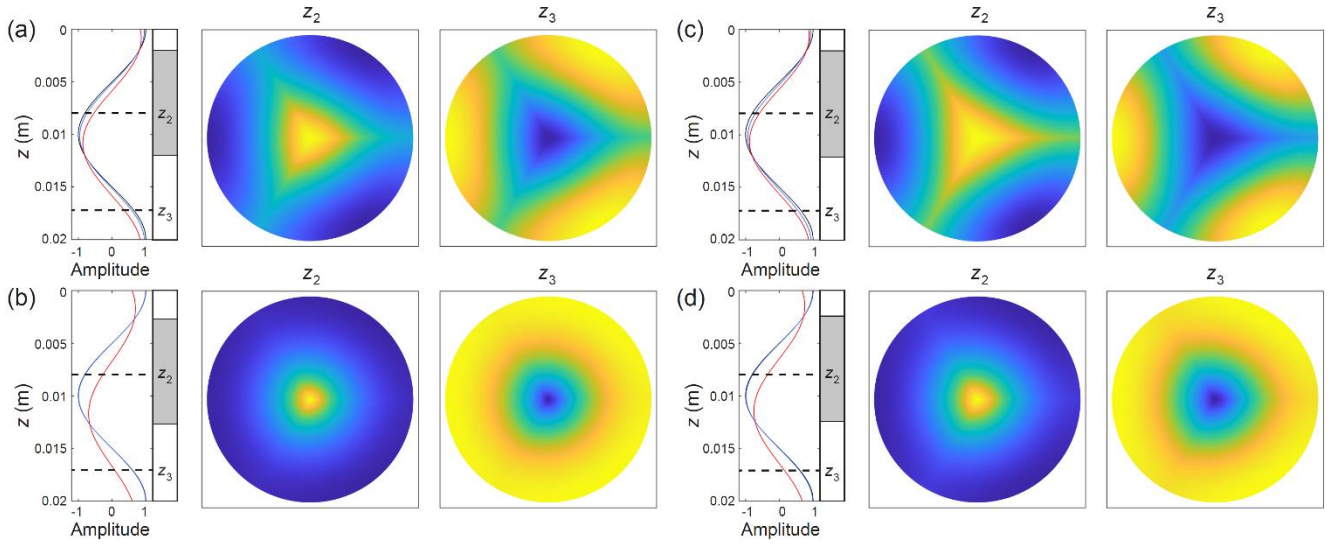 (a)
z2
z3
0
0.005
0.01
0.015
0.02
z (m)
-1 0 1
Amplitude
z2
z3
(c)
z2
z3
0
0.005
0.01
0.015
0.02
z (m)
-1 0 1
Amplitude
z2
z3
(b)
z2
z3
0
0.005
0.01
0.015
0.02
z (m)
-1 0 1
Amplitude
z2
z3
(d)
z2
z3
0
0.005
0.01
0.015
0.02
z (m)
-1 0 1
Amplitude
z2
z3